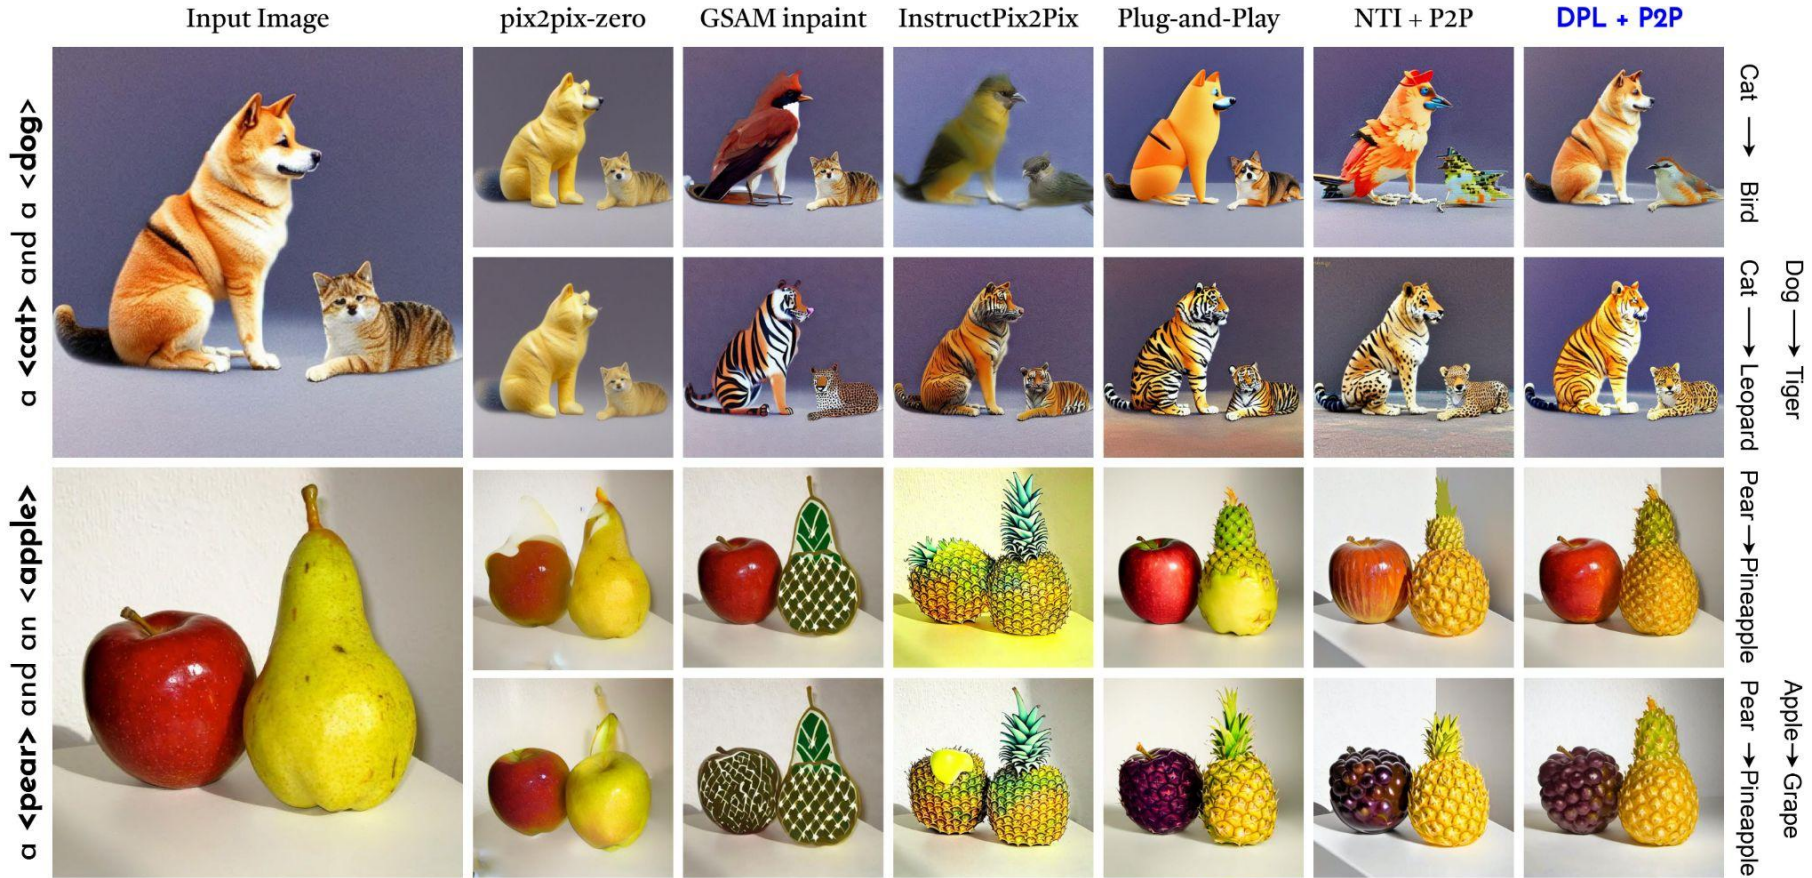 Input Image
pix2pix-zero
GSAM inpaint
InstructPix2Pix
Plug-and-Play
NTI + P2P
DPL + P2P
a <cat> and a <dog>
Cat → Bird
Cat → Leopard
Dog → Tiger
a <pear> and an <apple>
Pear→Pineapple
Pear →Pineapple
Apple→ Grape